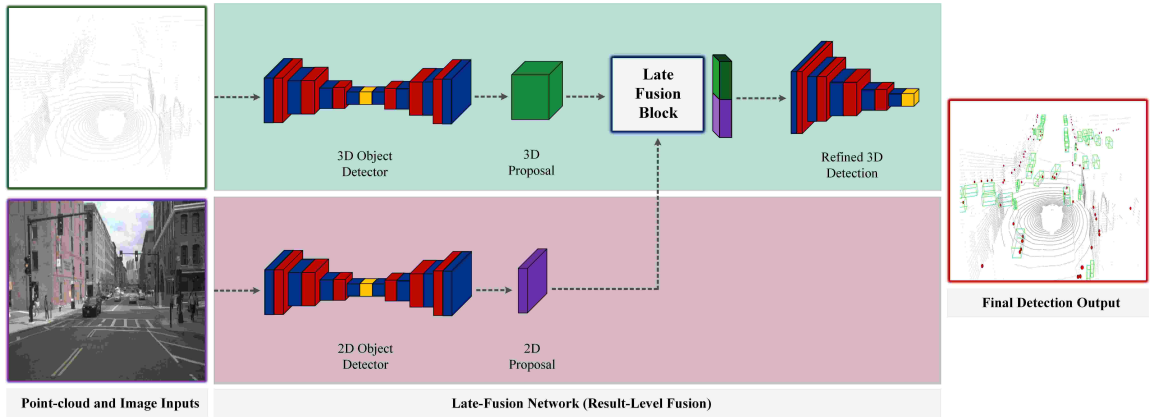 Late
Fusion
Block
3D Object
Detector
3D
Proposal
Refined 3D
Detection
2D Object
Detector
2D
Proposal
Final Detection Output
Point-cloud and Image Inputs
Late-Fusion Network (Result-Level Fusion)